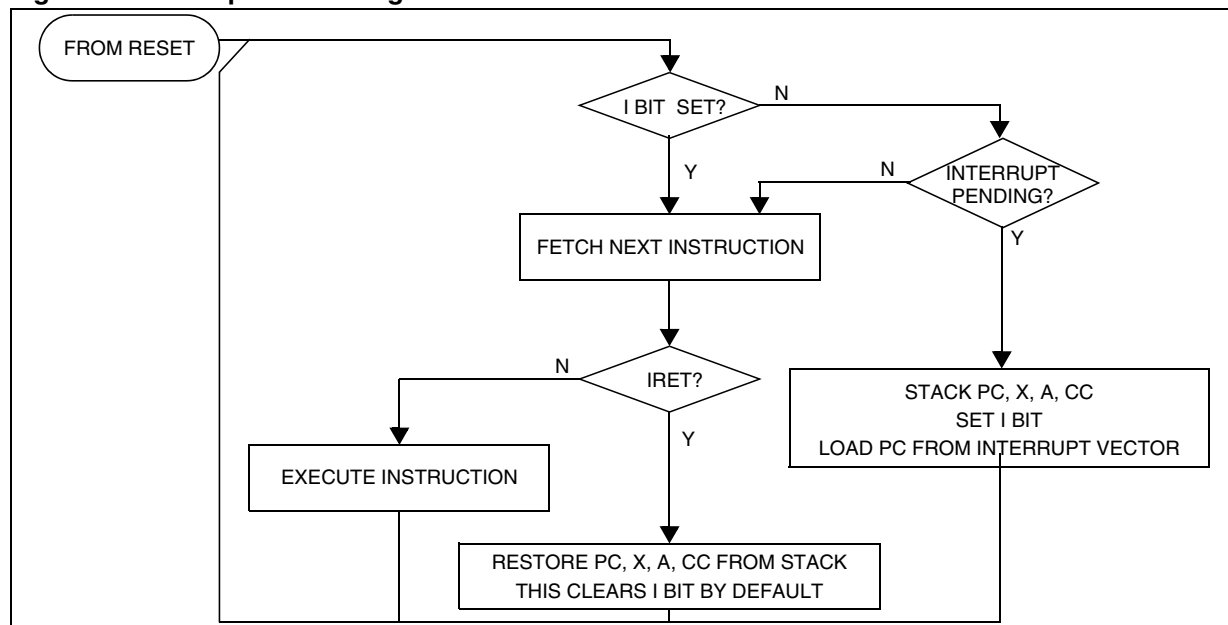 FROM RESET
I BIT SET?
N
Y
N
INTERRUPT
PENDING?
Y
FETCH NEXT INSTRUCTION
N
IRET?
Y
STACK PC, X, A, CC
SET I BIT
LOAD PC FROM INTERRUPT VECTOR
EXECUTE INSTRUCTION
RESTORE PC, X, A, CC FROM STACK
THIS CLEARS I BIT BY DEFAULT